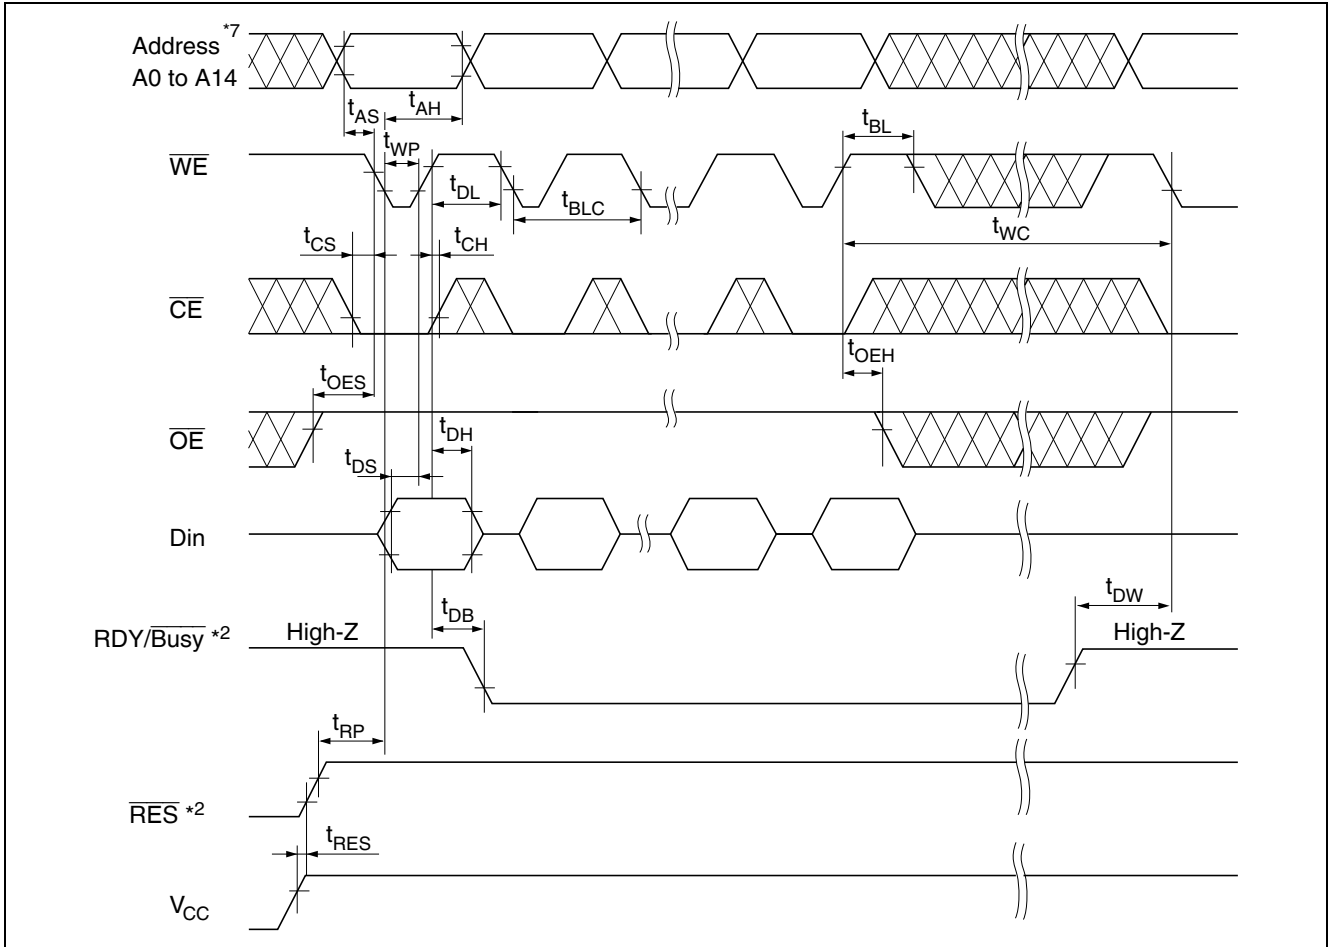 Address *7
A0 to A14
tAS
tAH
tWP
tBL
WE
tDL
tBLC
tWC
tCS
tCH
CE
tOEH
tOES
OE
tDH
tDS
Din
tDB
tDW
RDY/Busy *2
High-Z
High-Z
tRP
RES *2
tRES
VCC